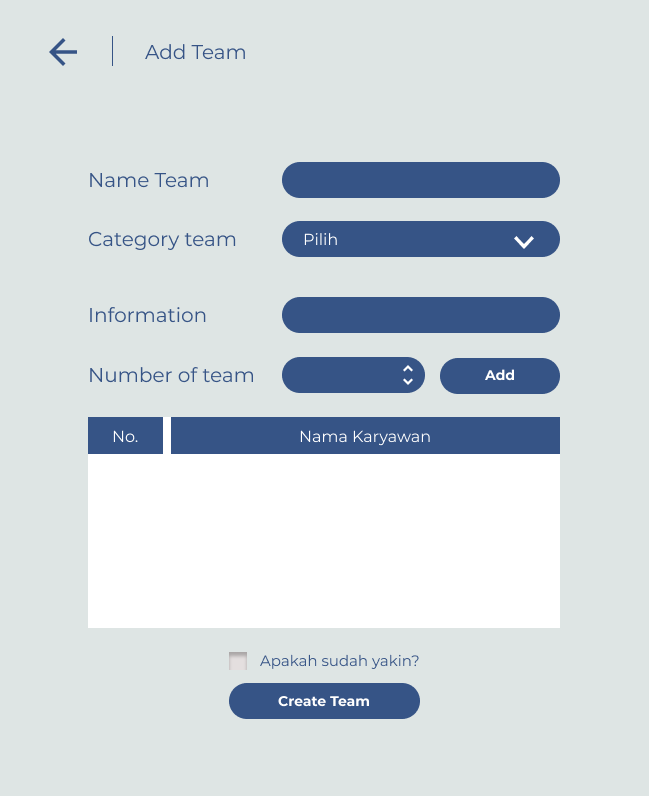 Add Team
Name Team
Category team
Pilih
Information
Number of team
Add
No.
Nama Karyawan
Apakah sudah yakin?
Create Team